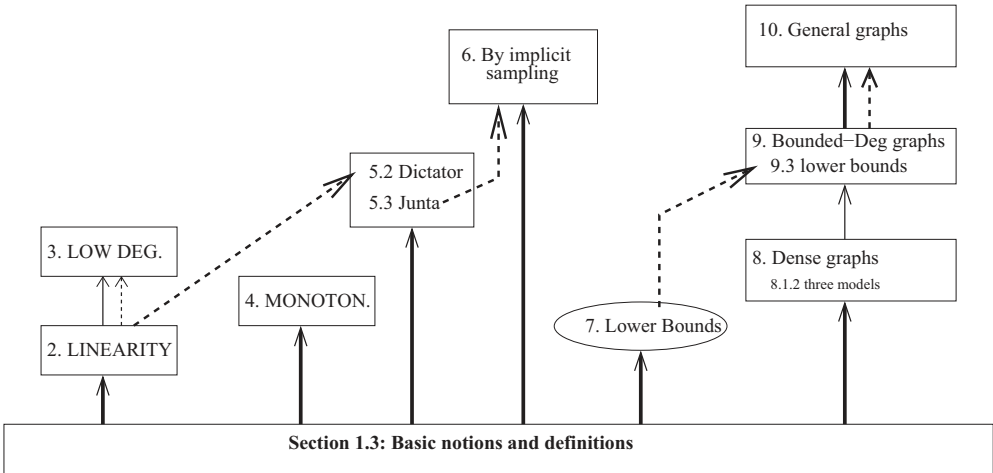 10. General graphs
6. By implicit
sampling
9. Bounded−Deg graphs
9.3 lower bounds
5.2 Dictator
5.3 Junta
3. LOW DEG.
8. Dense graphs
8.1.2 three models
4. MONOTON.
7. Lower Bounds
2. LINEARITY
Section 1.3: Basic notions and definitions